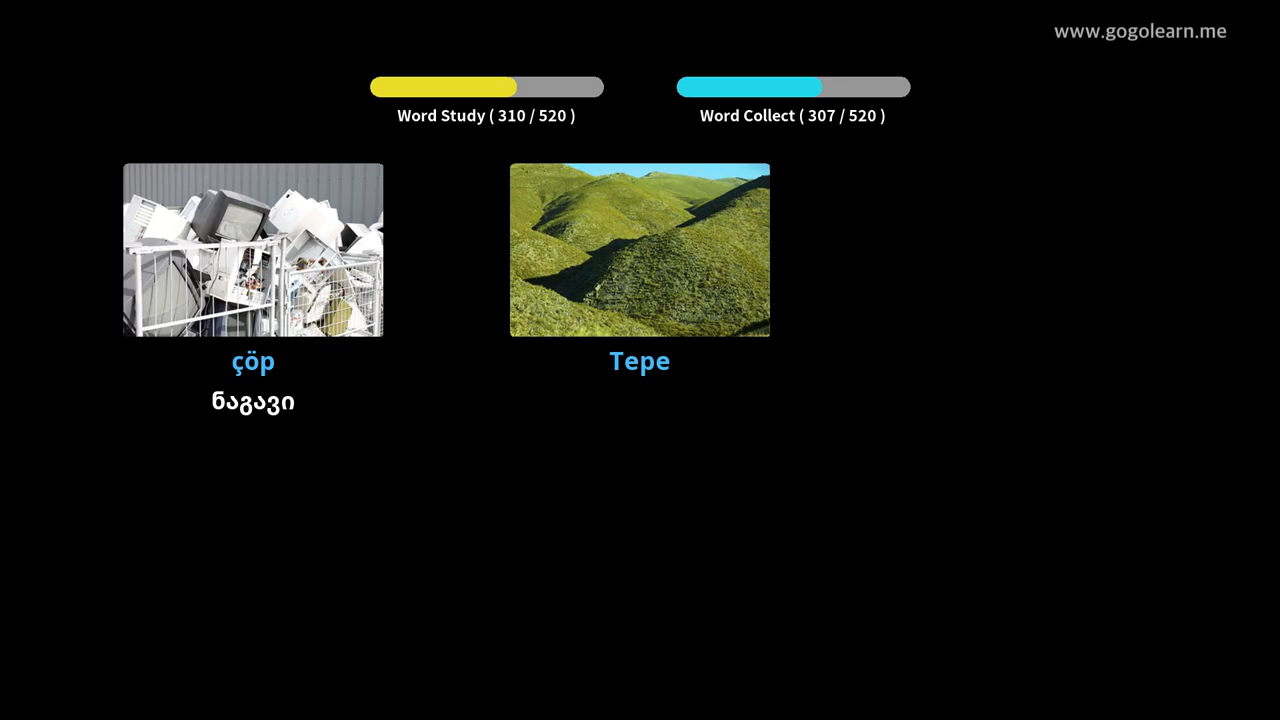 www.gogolearn.me
Word Study ( 310 / 520 )
Word Collect ( 307 / 520 )
çöp
Tepe
ნაგავი